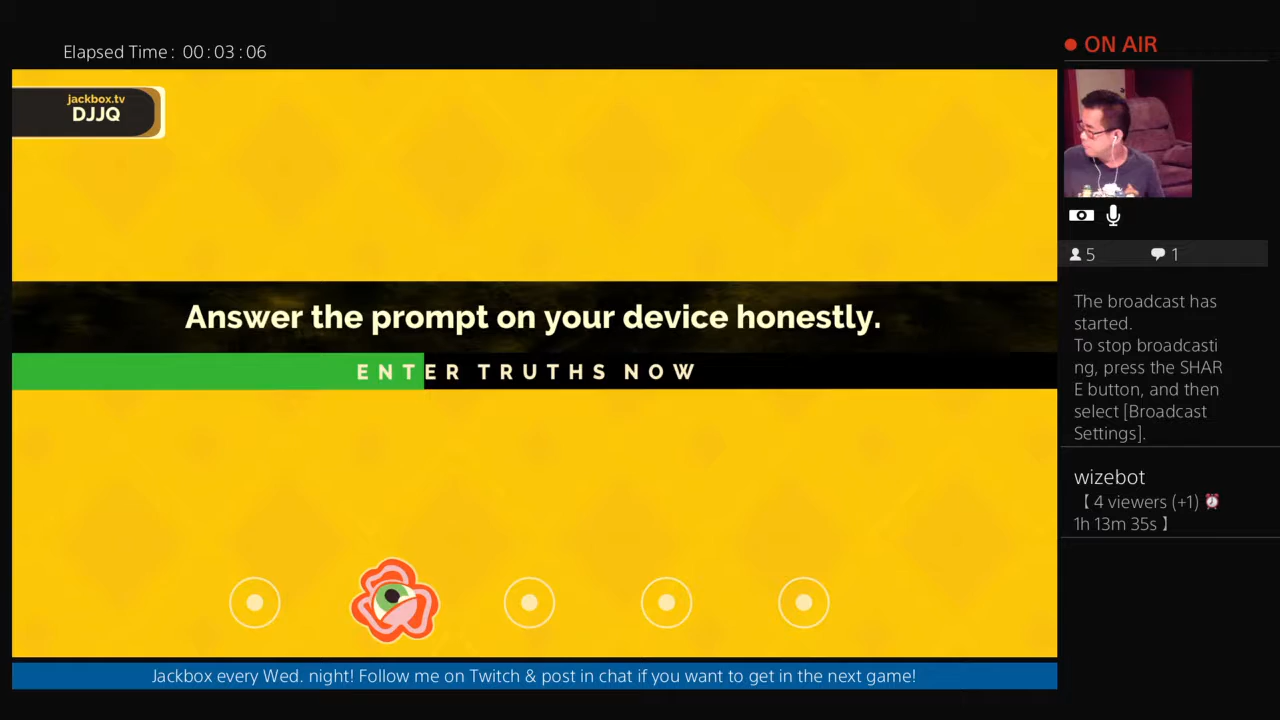 Elapsed Time: 00:03:06
ON AIR
jackbox.tv
DJJQ
5
1
The broadcast has
started.
To stop broadcasti
ng, press the SHAR
E button, and then
select [Broadcast
Settings].
Answer the prompt on your device honestly.
ENTER TRUTHS NOW
wizebot
【 4 viewers (+1) ⏰
1h 13m 35s 】
Jackbox every Wed. night! Follow me on Twitch & post in chat if you want to get in the next game!